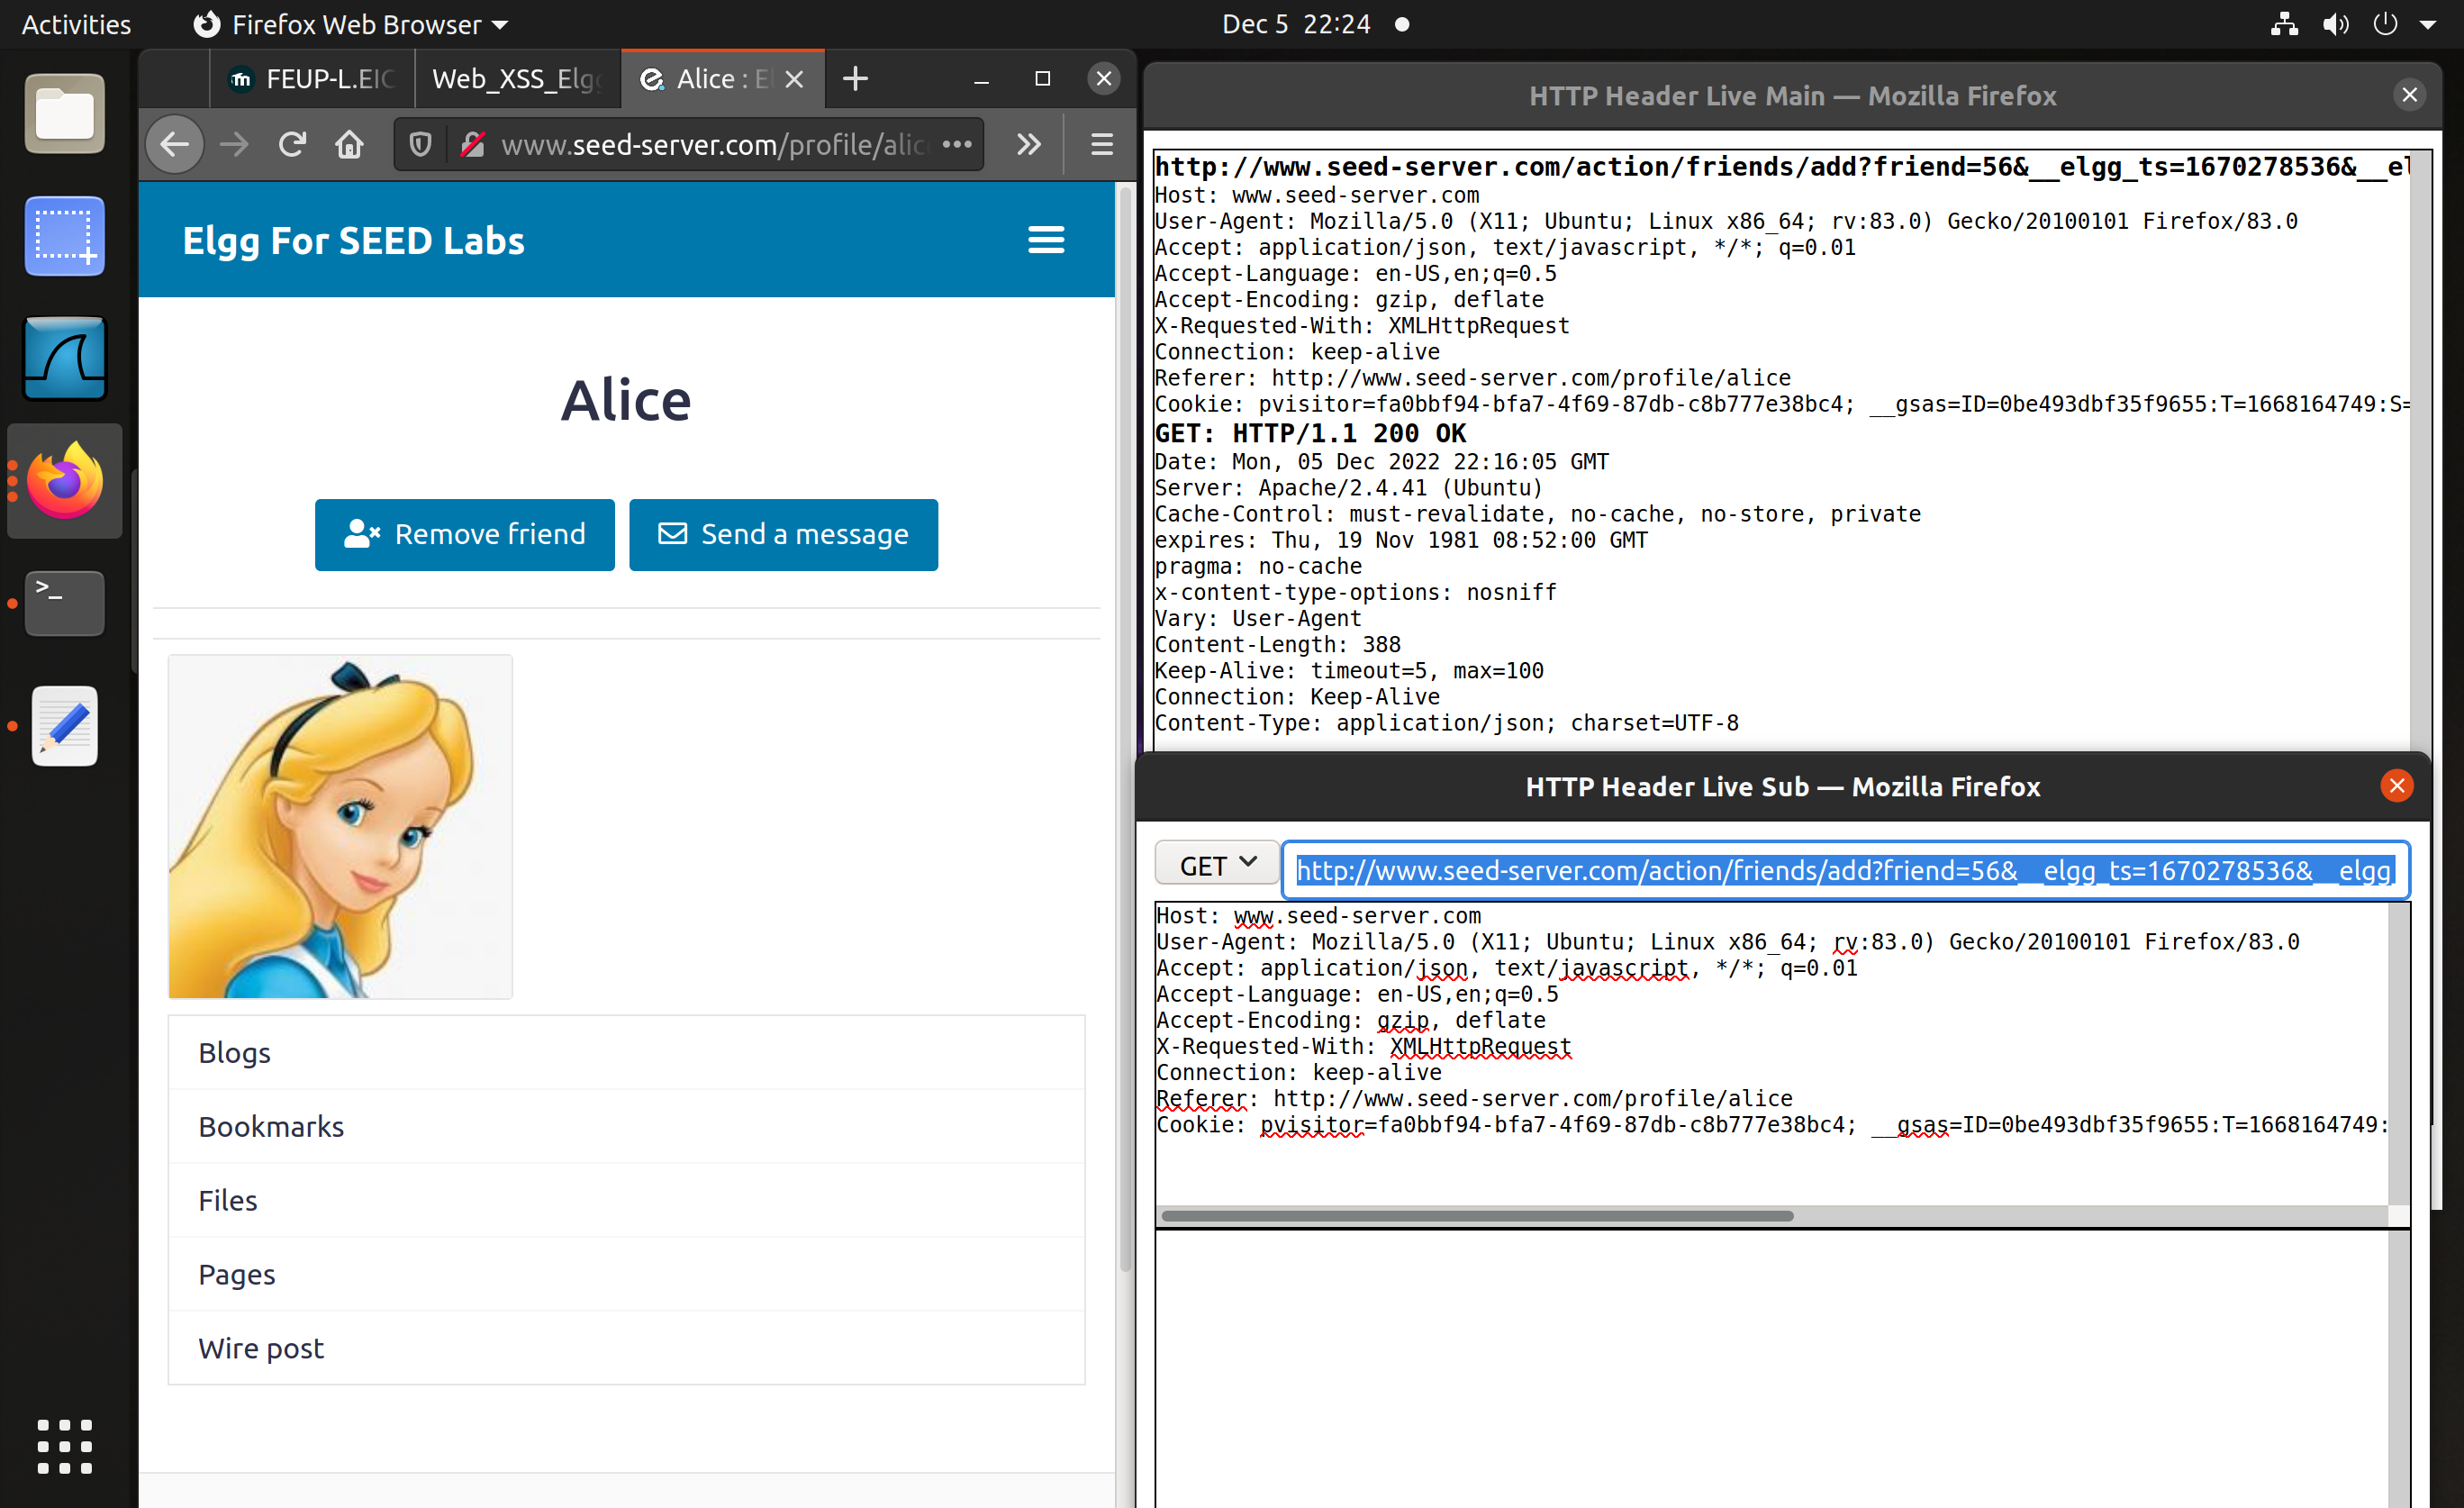 Activities
Firefox Web Browser
Dec 5 22:24
FEUP-L.EIC
Web_XSS_Elgg
Alice : El
www.seed-server.com/profile/alice
Elgg For SEED Labs
Alice
Remove friend
Send a message
Blogs
Bookmarks
Files
Pages
Wire post
HTTP Header Live Main — Mozilla Firefox
http://www.seed-server.com/action/friends/add?friend=56&__elgg_ts=1670278536&__el
Host: www.seed-server.com
User-Agent: Mozilla/5.0 (X11; Ubuntu; Linux x86_64; rv:83.0) Gecko/20100101 Firefox/83.0
Accept: application/json, text/javascript, */*; q=0.01
Accept-Language: en-US,en;q=0.5
Accept-Encoding: gzip, deflate
X-Requested-With: XMLHttpRequest
Connection: keep-alive
Referer: http://www.seed-server.com/profile/alice
Cookie: pvisitor=fa0bbf94-bfa7-4f69-87db-c8b777e38bc4; __gsas=ID=0be493dbf35f9655:T=1668164749:S=
GET: HTTP/1.1 200 OK
Date: Mon, 05 Dec 2022 22:16:05 GMT
Server: Apache/2.4.41 (Ubuntu)
Cache-Control: must-revalidate, no-cache, no-store, private
expires: Thu, 19 Nov 1981 08:52:00 GMT
pragma: no-cache
x-content-type-options: nosniff
Vary: User-Agent
Content-Length: 388
Keep-Alive: timeout=5, max=100
Connection: Keep-Alive
Content-Type: application/json; charset=UTF-8
HTTP Header Live Sub — Mozilla Firefox
GET
http://www.seed-server.com/action/friends/add?friend=56&__elgg_ts=1670278536&__elgg_
Host: www.seed-server.com
User-Agent: Mozilla/5.0 (X11; Ubuntu; Linux x86_64; rv:83.0) Gecko/20100101 Firefox/83.0
Accept: application/json, text/javascript, */*; q=0.01
Accept-Language: en-US,en;q=0.5
Accept-Encoding: gzip, deflate
X-Requested-With: XMLHttpRequest
Connection: keep-alive
Referer: http://www.seed-server.com/profile/alice
Cookie: pvisitor=fa0bbf94-bfa7-4f69-87db-c8b777e38bc4; __gsas=ID=0be493dbf35f9655:T=1668164749: